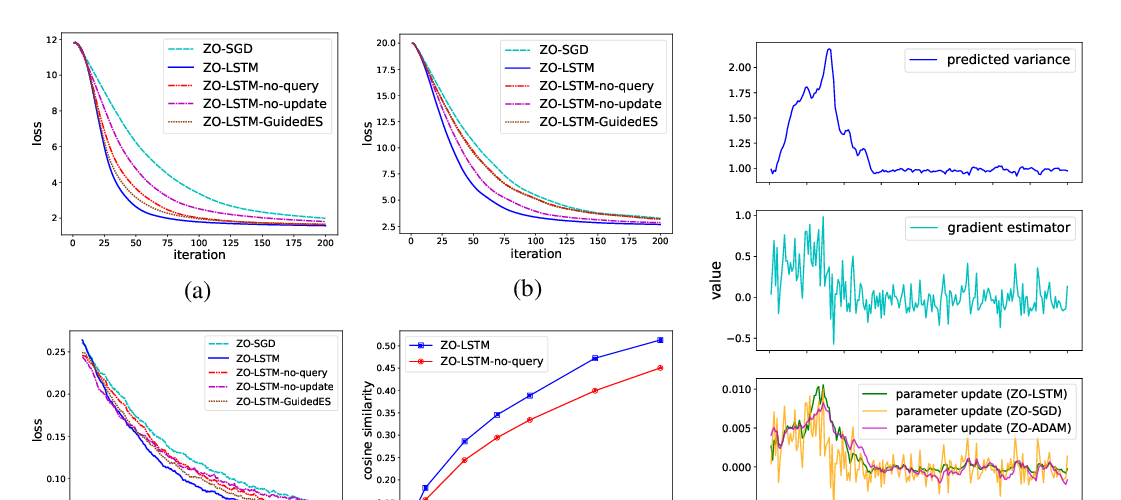 12
10
8
6
4
2
loss
0
25
50
75
100
125
150
175
200
iteration
ZO-SGD
ZO-LSTM
ZO-LSTM-no-query
ZO-LSTM-no-update
ZO-LSTM-GuidedES
(a)
20.0
17.5
15.0
12.5
10.0
7.5
5.0
2.5
loss
0
25
50
75
100
125
150
175
200
iteration
ZO-SGD
ZO-LSTM
ZO-LSTM-no-query
ZO-LSTM-no-update
ZO-LSTM-GuidedES
(b)
2.00
1.75
1.50
1.25
1.00
predicted variance
1.0
0.5
0.0
−0.5
value
gradient estimator
0.25
0.20
0.15
0.10
loss
ZO-SGD
ZO-LSTM
ZO-LSTM-no-query
ZO-LSTM-no-update
ZO-LSTM-GuidedES
0.50
0.45
0.40
0.35
0.30
0.25
0.20
cosine similarity
ZO-LSTM
ZO-LSTM-no-query
0.010
0.005
0.000
parameter update (ZO-LSTM)
parameter update (ZO-SGD)
parameter update (ZO-ADAM)